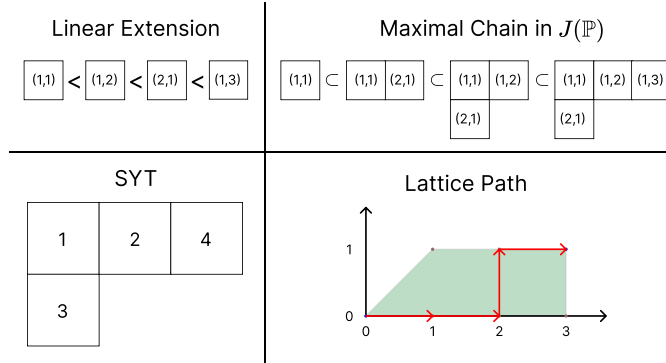 Linear Extension
(1,1) < (1,2) < (2,1) < (1,3)
Maximal Chain in J(ℙ)
(1,1) ⊂ (1,1) (2,1) ⊂ (1,1) (1,2) ⊂ (1,1) (1,2) (1,3)
(2,1) (2,1)
SYT
1 2 4
3
Lattice Path
1
0
0 1 2 3